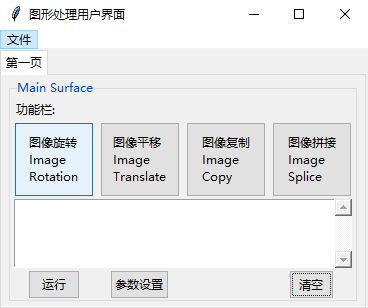 图形处理用户界面
文件
第一页
Main Surface
功能栏:
图像旋转
Image
Rotation
图像平移
Image
Translate
图像复制
Image
Copy
图像拼接
Image
Splice
运行
参数设置
清空